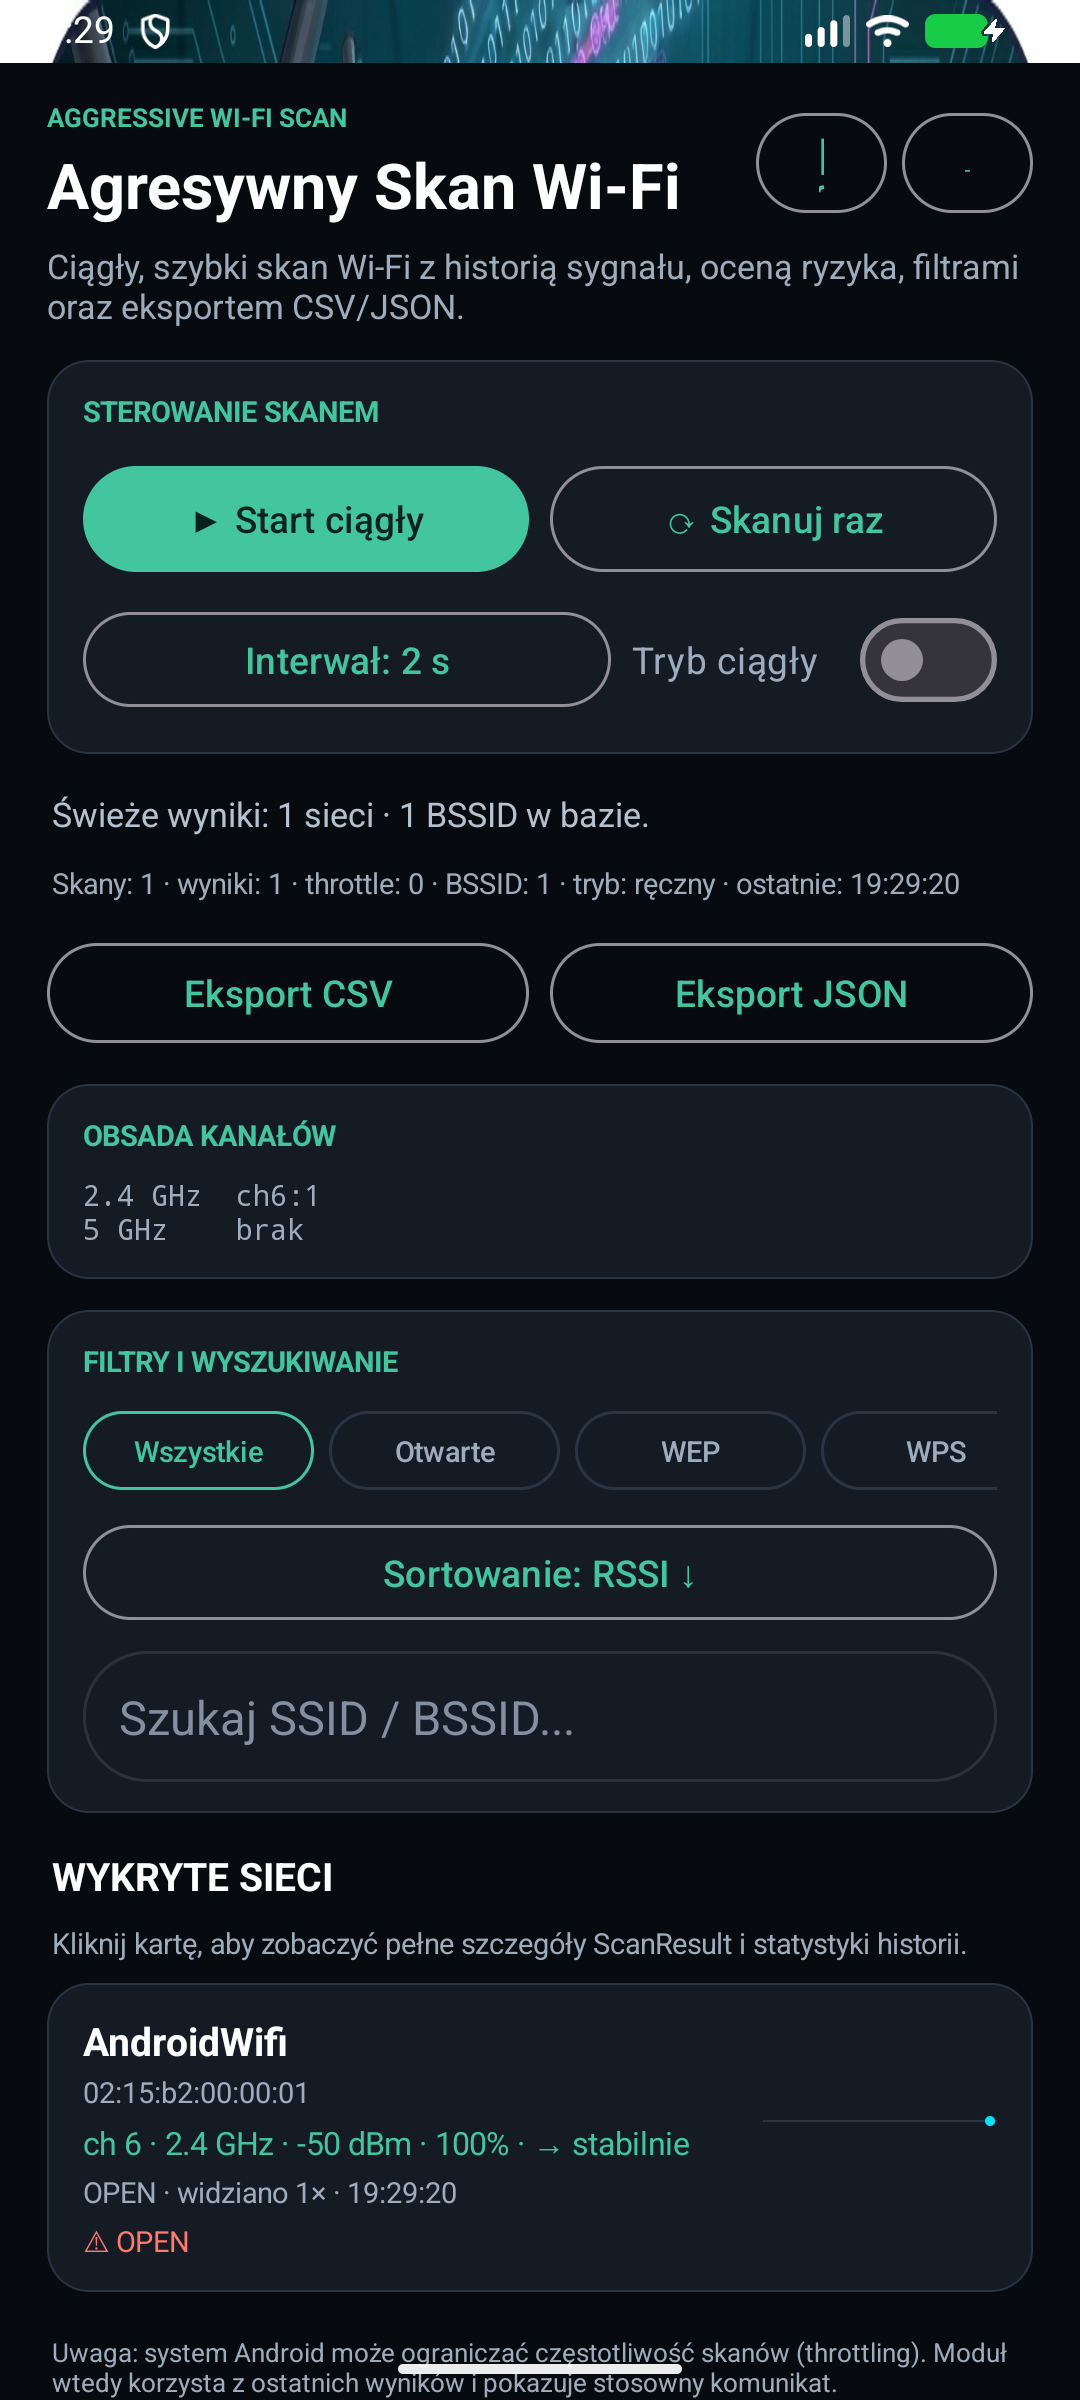 :29
AGGRESSIVE WI-FI SCAN
Agresywny Skan Wi-Fi
Ciągły, szybki skan Wi-Fi z historią sygnału, oceną ryzyka, filtrami
oraz eksportem CSV/JSON.
STEROWANIE SKANEM
► Start ciągły
⟳ Skanuj raz
Interwał: 2 s
Tryb ciągły
Świeże wyniki: 1 sieci · 1 BSSID w bazie.
Skany: 1 · wyniki: 1 · throttle: 0 · BSSID: 1 · tryb: ręczny · ostatnie: 19:29:20
Eksport CSV
Eksport JSON
OBSADA KANAŁÓW
2.4 GHz ch6:1
5 GHz brak
FILTRY I WYSZUKIWANIE
Wszystkie
Otwarte
WEP
WPS
Sortowanie: RSSI ↓
Szukaj SSID / BSSID...
WYKRYTE SIECI
Kliknij kartę, aby zobaczyć pełne szczegóły ScanResult i statystyki historii.
AndroidWifi
02:15:b2:00:00:01
ch 6 · 2.4 GHz · -50 dBm · 100% · → stabilnie
OPEN · widziano 1× · 19:29:20
⚠ OPEN
Uwaga: system Android może ograniczać częstotliwość skanów (throttling). Moduł
wtedy korzysta z ostatnich wyników i pokazuje stosowny komunikat.